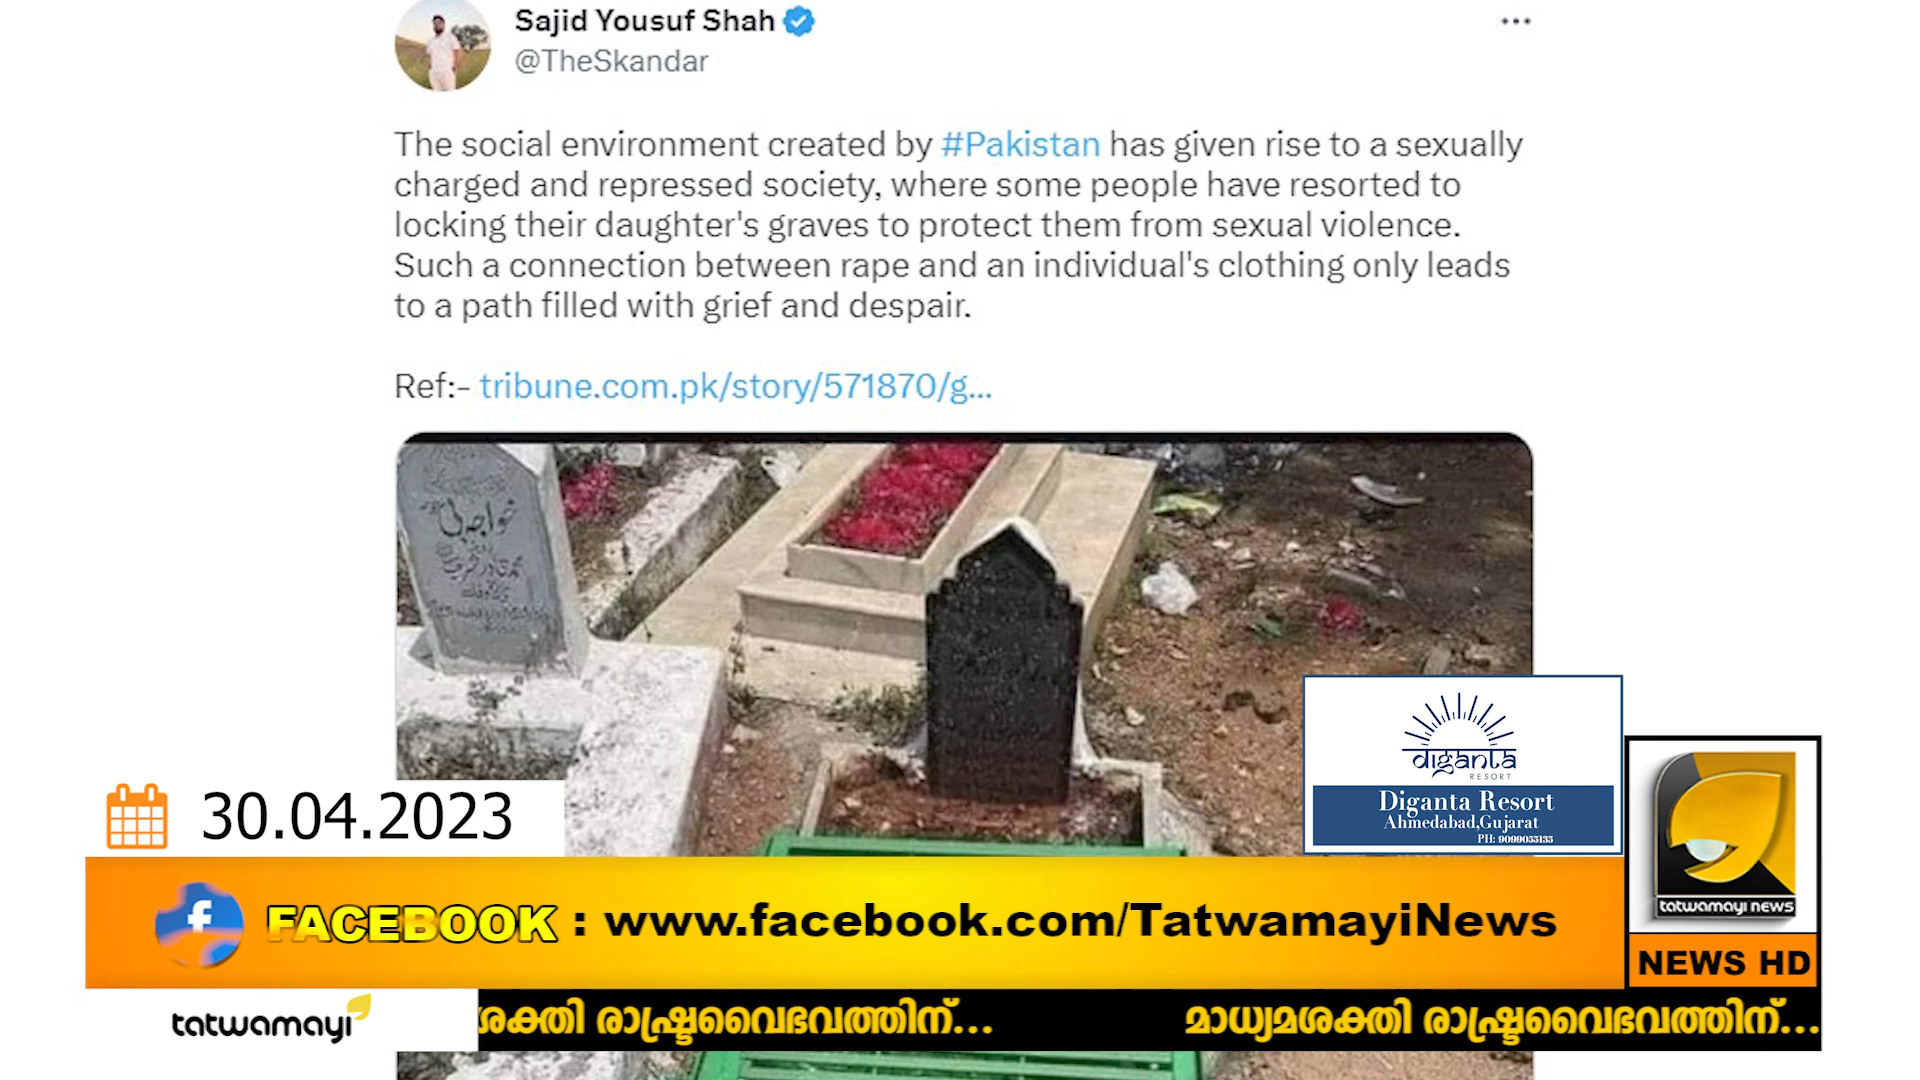 Sajid Yousuf Shah
@TheSkandar
The social environment created by #Pakistan has given rise to a sexually
charged and repressed society, where some people have resorted to
locking their daughter's graves to protect them from sexual violence.
Such a connection between rape and an individual's clothing only leads
to a path filled with grief and despair.
Ref:- tribune.com.pk/story/571870/g...
diganta
RESORT
Diganta Resort
Ahmedabad,Gujarat
PH: 9099055135
30.04.2023
f FACEBOOK : www.facebook.com/TatwamayiNews
tatwamayi news
NEWS HD
tatwamayi
ശക്തി രാഷ്ട്രവൈഭവത്തിന്... മാധ്യമശക്തി രാഷ്ട്രവൈഭവത്തിന്...